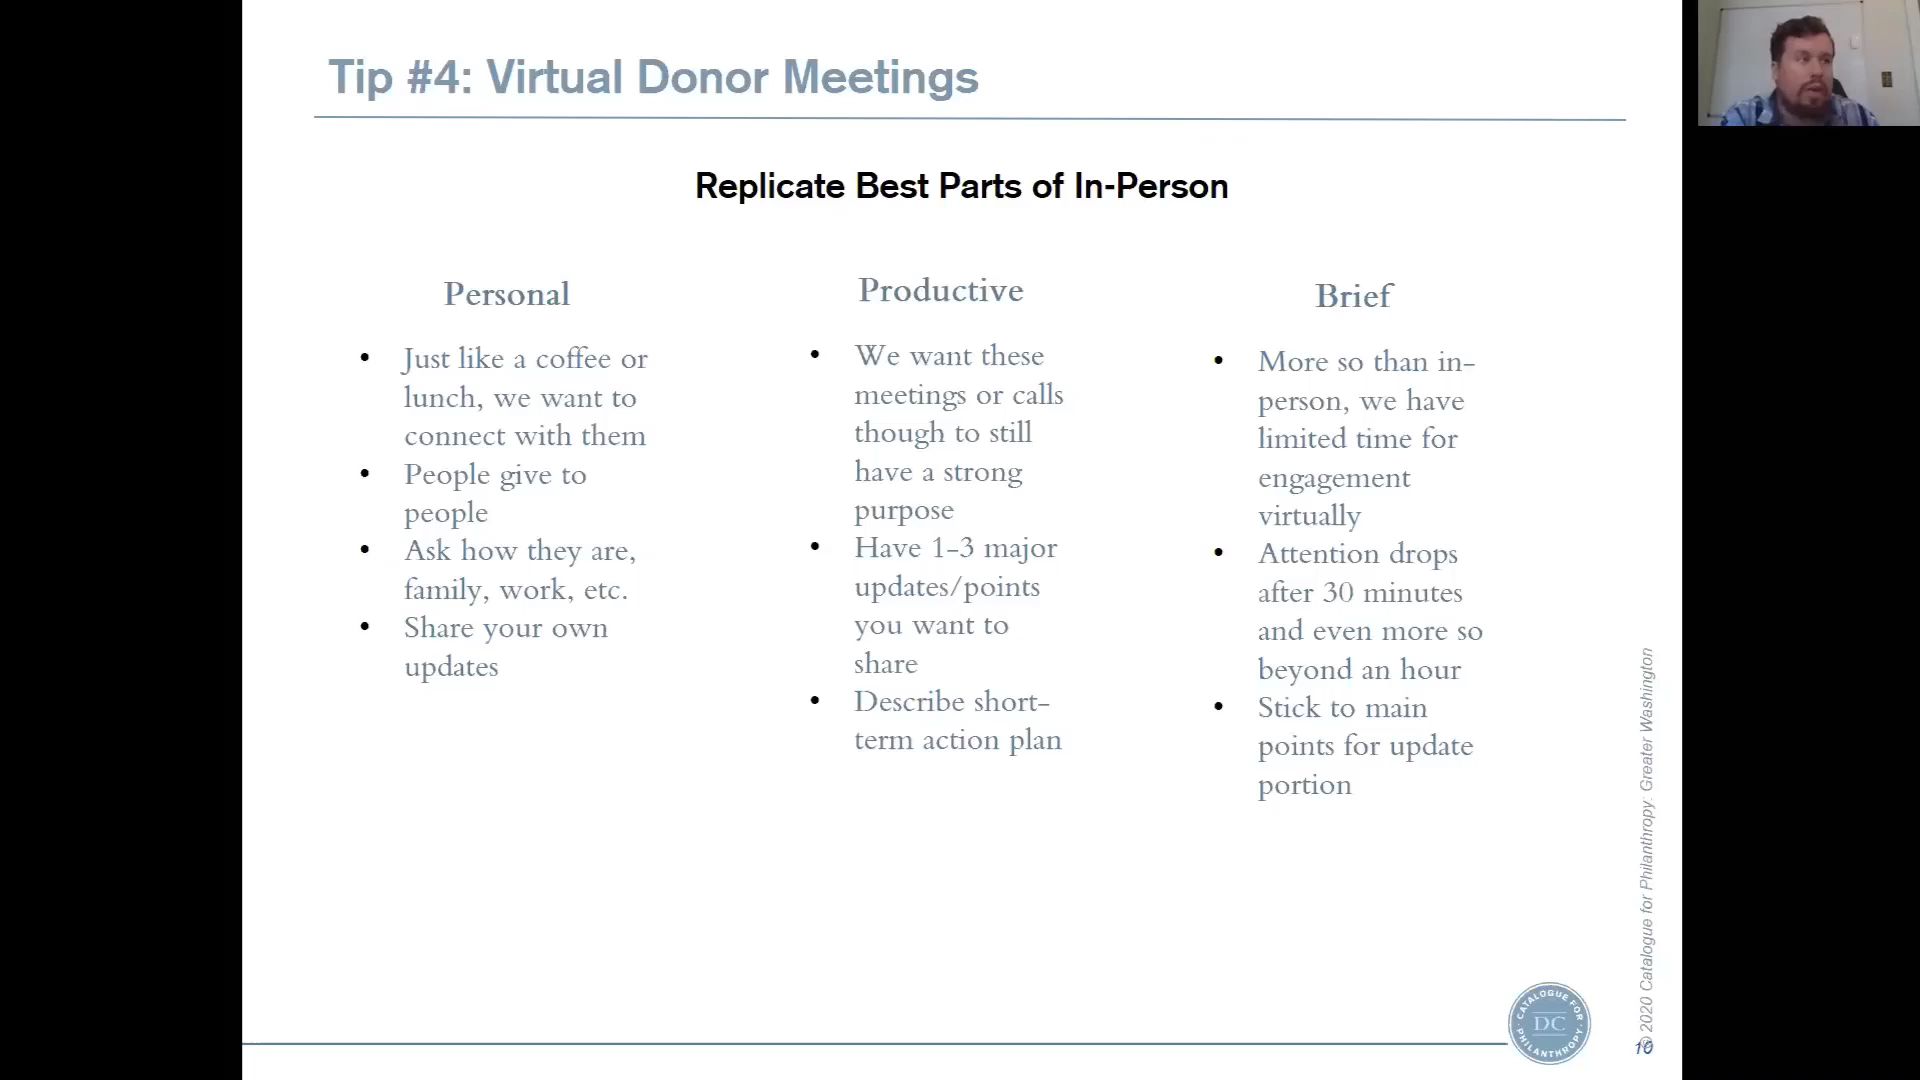 Tip #4: Virtual Donor Meetings
Replicate Best Parts of In-Person
Personal
• Just like a coffee or
lunch, we want to
connect with them
• People give to
people
• Ask how they are,
family, work, etc.
• Share your own
updates
Productive
• We want these
meetings or calls
though to still
have a strong
purpose
• Have 1-3 major
updates/points
you want to
share
• Describe short-
term action plan
Brief
• More so than in-
person, we have
limited time for
engagement
virtually
• Attention drops
after 30 minutes
and even more so
beyond an hour
• Stick to main
points for update
portion
© 2020 Catalogue for Philanthropy: Greater Washington
CATALOGUE FOR
DC
PHILANTHROPY
10